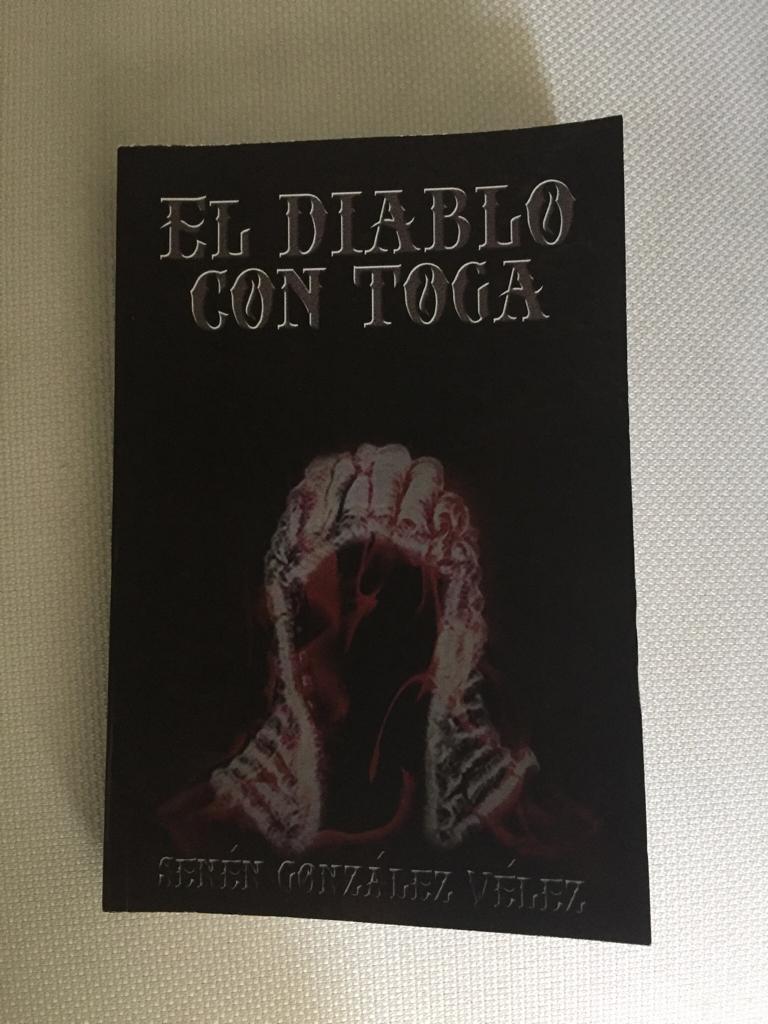 EL DIABLO
CON TOGA
SENÉN GONZÁLEZ VÉLEZ